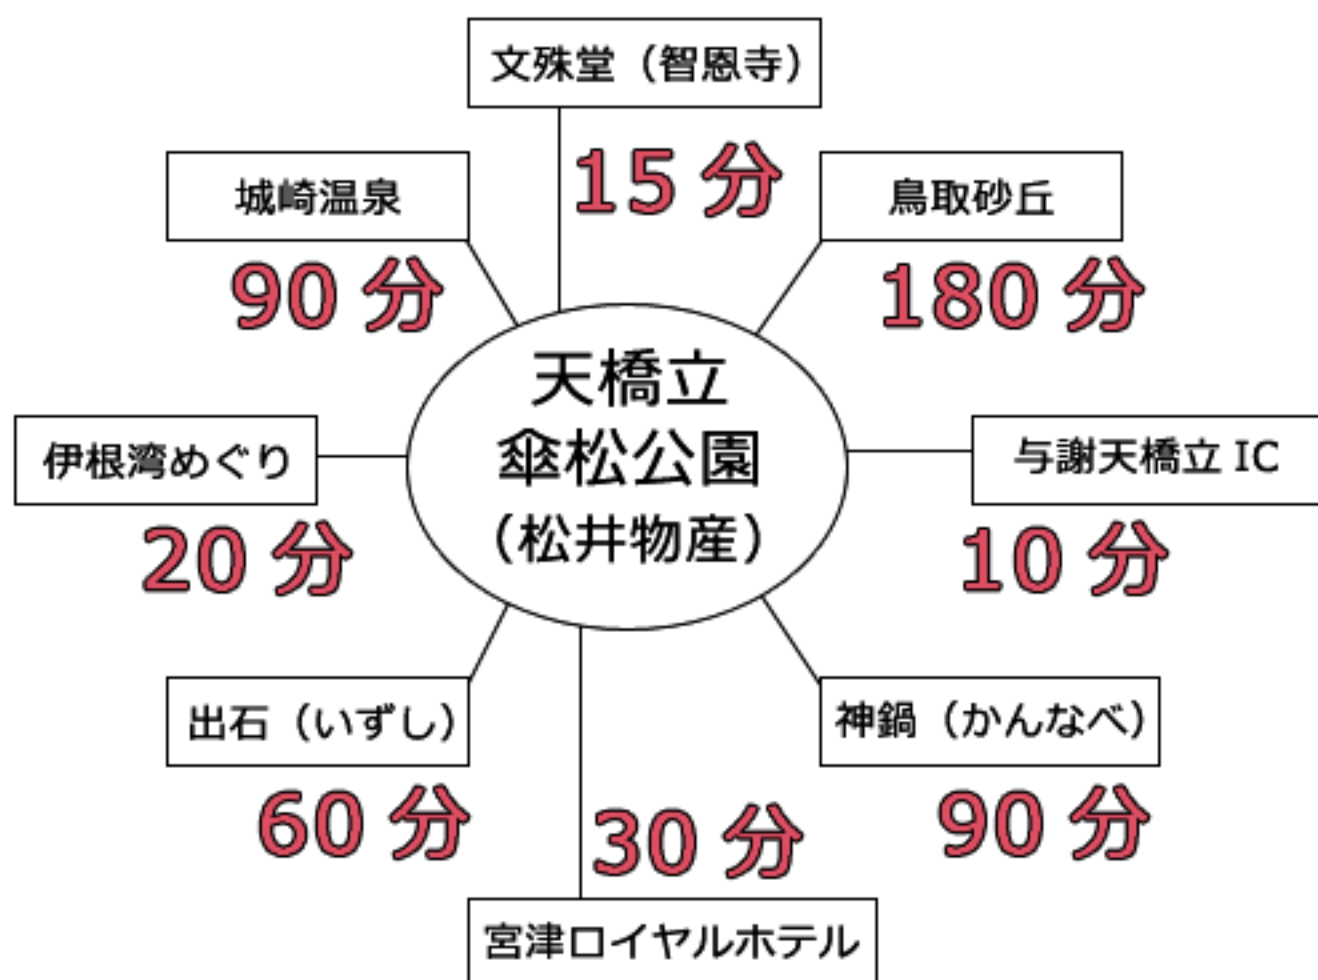 文殊堂（智恩寺）
15 分
城崎温泉
90 分
鳥取砂丘
180 分
天橋立
傘松公園
（松井物産）
伊根湾めぐり
20 分
与謝天橋立 IC
10 分
出石（いずし）
60 分
神鍋（かんなべ）
90 分
30 分
宮津ロイヤルホテル